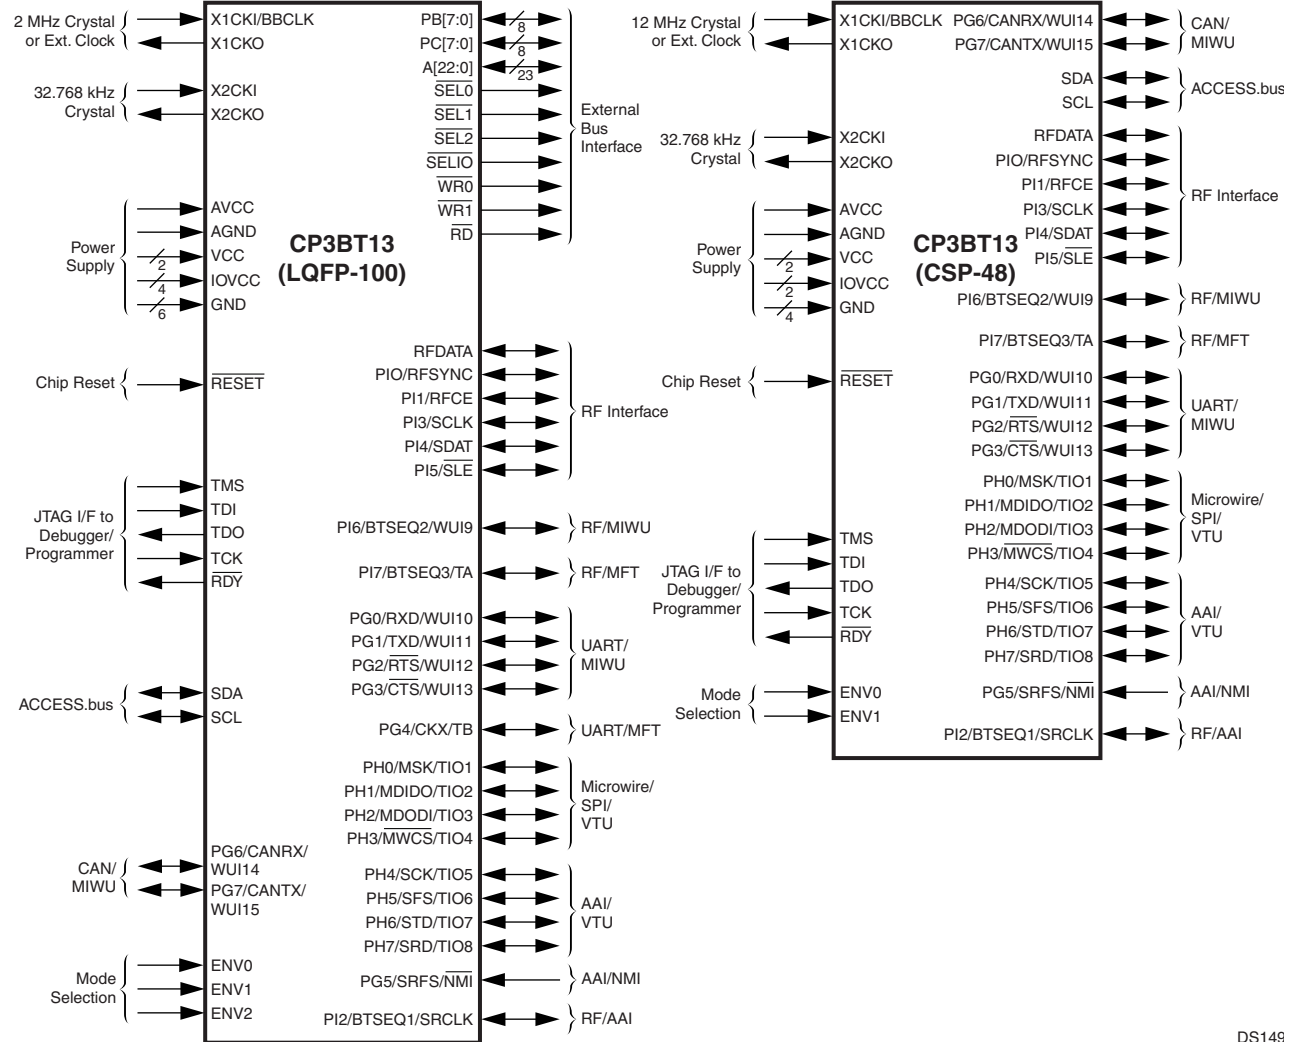 2 MHz Crystal
or Ext. Clock
X1CKI/BBCLK
X1CKO
32.768 kHz
Crystal
X2CKI
X2CKO
Power
Supply
AVCC
AGND
VCC
2
IOVCC
4
GND
6
Chip Reset
RESET
JTAG I/F to
Debugger/
Programmer
TMS
TDI
TDO
TCK
RDY
ACCESS.bus
SDA
SCL
CAN/
MIWU
PG6/CANRX/
WUI14
PG7/CANTX/
WUI15
Mode
Selection
ENV0
ENV1
ENV2
CP3BT13
(LQFP-100)
PB[7:0]
8
PC[7:0]
8
A[22:0]
23
SEL0
SEL1
SEL2
SELIO
WR0
WR1
RD
External
Bus
Interface
RFDATA
PIO/RFSYNC
PI1/RFCE
PI3/SCLK
PI4/SDAT
PI5/SLE
RF Interface
PI6/BTSEQ2/WUI9
RF/MIWU
PI7/BTSEQ3/TA
RF/MFT
PG0/RXD/WUI10
PG1/TXD/WUI11
PG2/RTS/WUI12
PG3/CTS/WUI13
UART/
MIWU
PG4/CKX/TB
UART/MFT
PH0/MSK/TIO1
PH1/MDIDO/TIO2
PH2/MDODI/TIO3
PH3/MWCS/TIO4
Microwire/
SPI/
VTU
PH4/SCK/TIO5
PH5/SFS/TIO6
PH6/STD/TIO7
PH7/SRD/TIO8
AAI/
VTU
PG5/SRFS/NMI
AAI/NMI
PI2/BTSEQ1/SRCLK
RF/AAI
12 MHz Crystal
or Ext. Clock
X1CKI/BBCLK
X1CKO
32.768 kHz
Crystal
X2CKI
X2CKO
Power
Supply
AVCC
AGND
VCC
2
IOVCC
2
GND
4
Chip Reset
RESET
JTAG I/F to
Debugger/
Programmer
TMS
TDI
TDO
TCK
RDY
Mode
Selection
ENV0
ENV1
CP3BT13
(CSP-48)
PG6/CANRX/WUI14
PG7/CANTX/WUI15
CAN/
MIWU
SDA
SCL
ACCESS.bus
RFDATA
PIO/RFSYNC
PI1/RFCE
PI3/SCLK
PI4/SDAT
PI5/SLE
RF Interface
PI6/BTSEQ2/WUI9
RF/MIWU
PI7/BTSEQ3/TA
RF/MFT
PG0/RXD/WUI10
PG1/TXD/WUI11
PG2/RTS/WUI12
PG3/CTS/WUI13
UART/
MIWU
PH0/MSK/TIO1
PH1/MDIDO/TIO2
PH2/MDODI/TIO3
PH3/MWCS/TIO4
Microwire/
SPI/
VTU
PH4/SCK/TIO5
PH5/SFS/TIO6
PH6/STD/TIO7
PH7/SRD/TIO8
AAI/
VTU
PG5/SRFS/NMI
AAI/NMI
PI2/BTSEQ1/SRCLK
RF/AAI
DS149